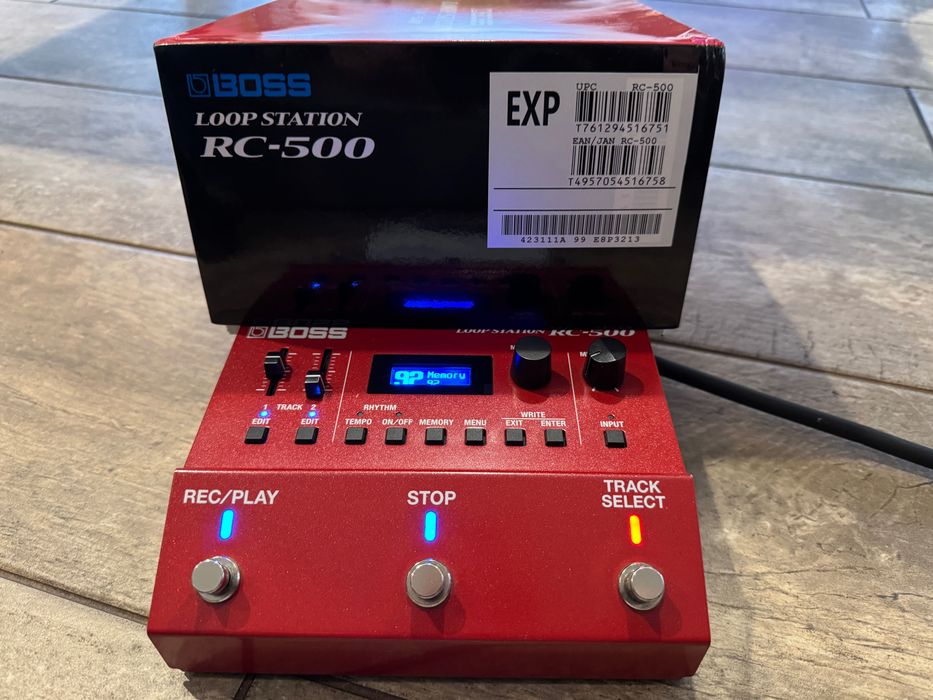 BOSS
LOOP STATION
RC-500
EXP
UPC RC-500
T761294516751
EAN/JAN RC-500
T4957054516758
423111A 99 E8P3213
BOSS
LOOP STATION RC-500
92 Memory
92
1 TRACK 2
EDIT EDIT
RHYTHM
TEMPO ON/OFF MEMORY MENU
WRITE
EXIT ENTER
INPUT
REC/PLAY
STOP
TRACK
SELECT